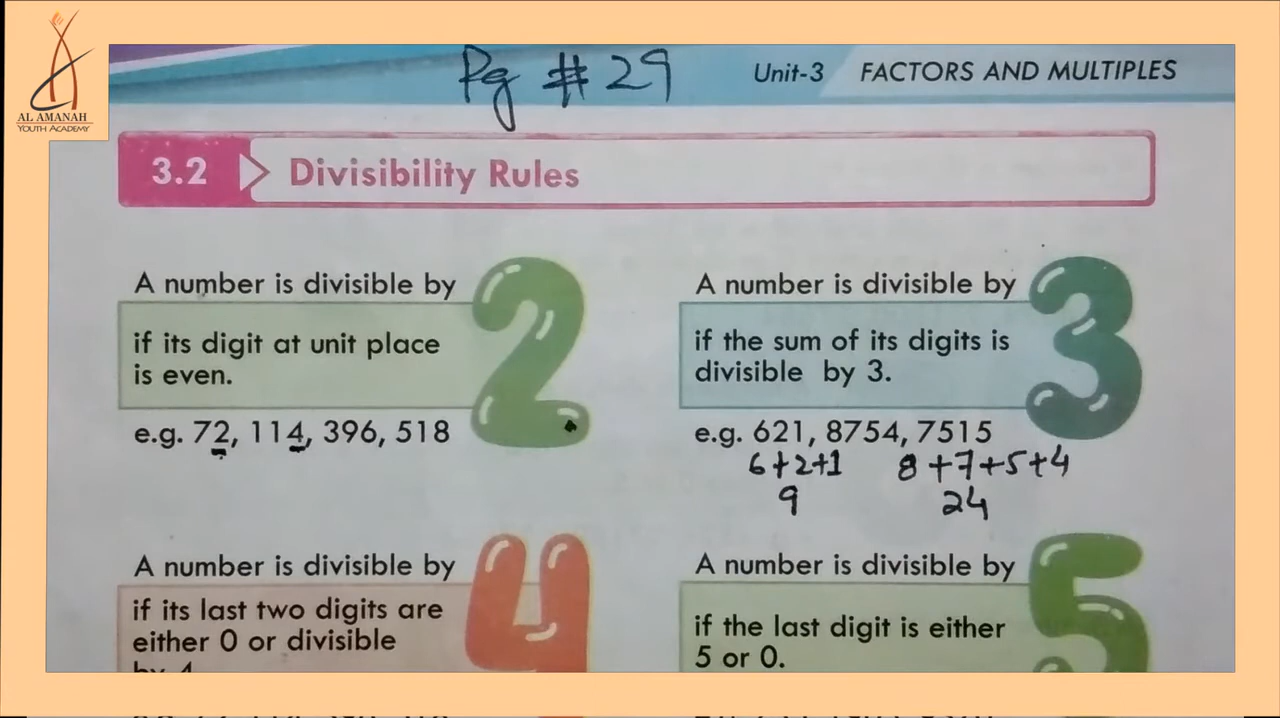 AL AMANAH
YOUTH ACADEMY
Pg # 29
Unit-3 FACTORS AND MULTIPLES
3.2 Divisibility Rules
A number is divisible by 2
if its digit at unit place
is even.
e.g. 72, 114, 396, 518
A number is divisible by 3
if the sum of its digits is
divisible by 3.
e.g. 621, 8754, 7515
6+2+1 8+7+5+4
9 24
A number is divisible by 4
if its last two digits are
either 0 or divisible
by 4
A number is divisible by 5
if the last digit is either
5 or 0.